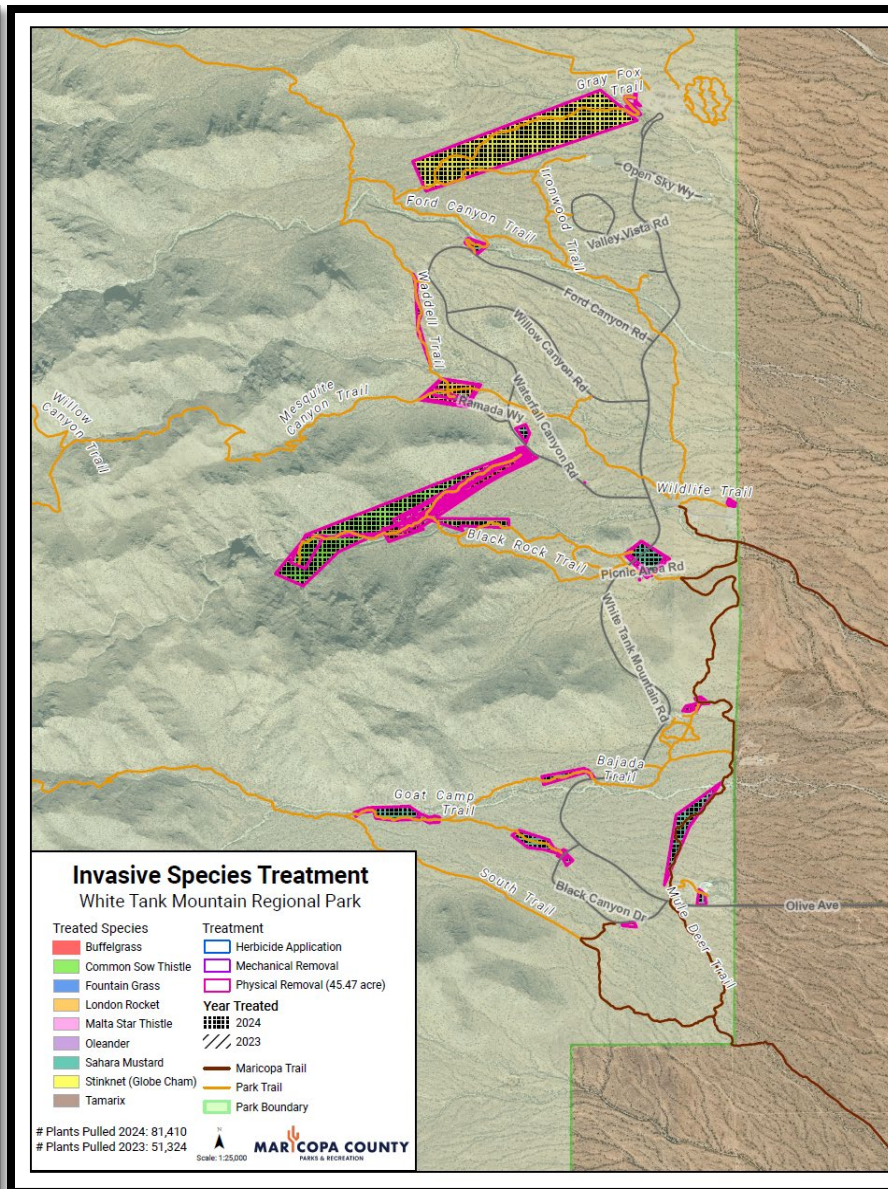 Gray Fox
Trail
Open Sky Wy
Ironwood Trail
Ford Canyon Trail
Valley Vista Rd
Waddell Trail
Ford Canyon Rd
Willow Canyon Rd
Mesquite
Canyon Trail
Willow
Canyon Trail
Ramada Wy
Waterfall Canyon Rd
Wildlife Trail
Black Rock Trail
Picnic Area Rd
White Tank Mountain Rd
Bajada
Trail
Goat Camp
Trail
South Trail
Black Canyon Dr
Mule Deer Trail
Olive Ave
Invasive Species Treatment
White Tank Mountain Regional Park
Treated Species
Buffelgrass
Common Sow Thistle
Fountain Grass
London Rocket
Malta Star Thistle
Oleander
Sahara Mustard
Stinknet (Globe Cham)
Tamarix
Treatment
Herbicide Application
Mechanical Removal
Physical Removal (45.47 acre)
Year Treated
2024
2023
Maricopa Trail
Park Trail
Park Boundary
# Plants Pulled 2024: 81,410
# Plants Pulled 2023: 51,324
N
Scale: 1:25,000
MARICOPA COUNTY
PARKS & RECREATION